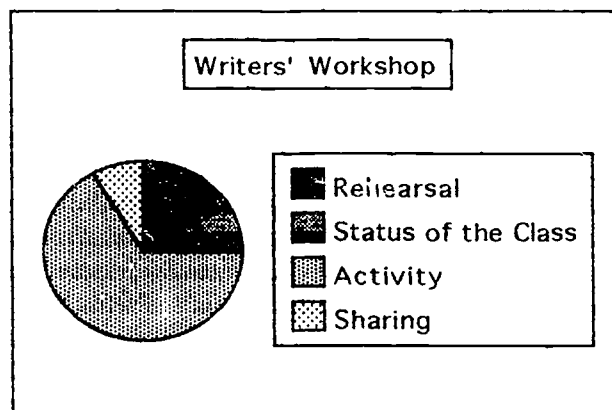 Writers' Workshop
Rehearsal
Status of the Class
Activity
Sharing